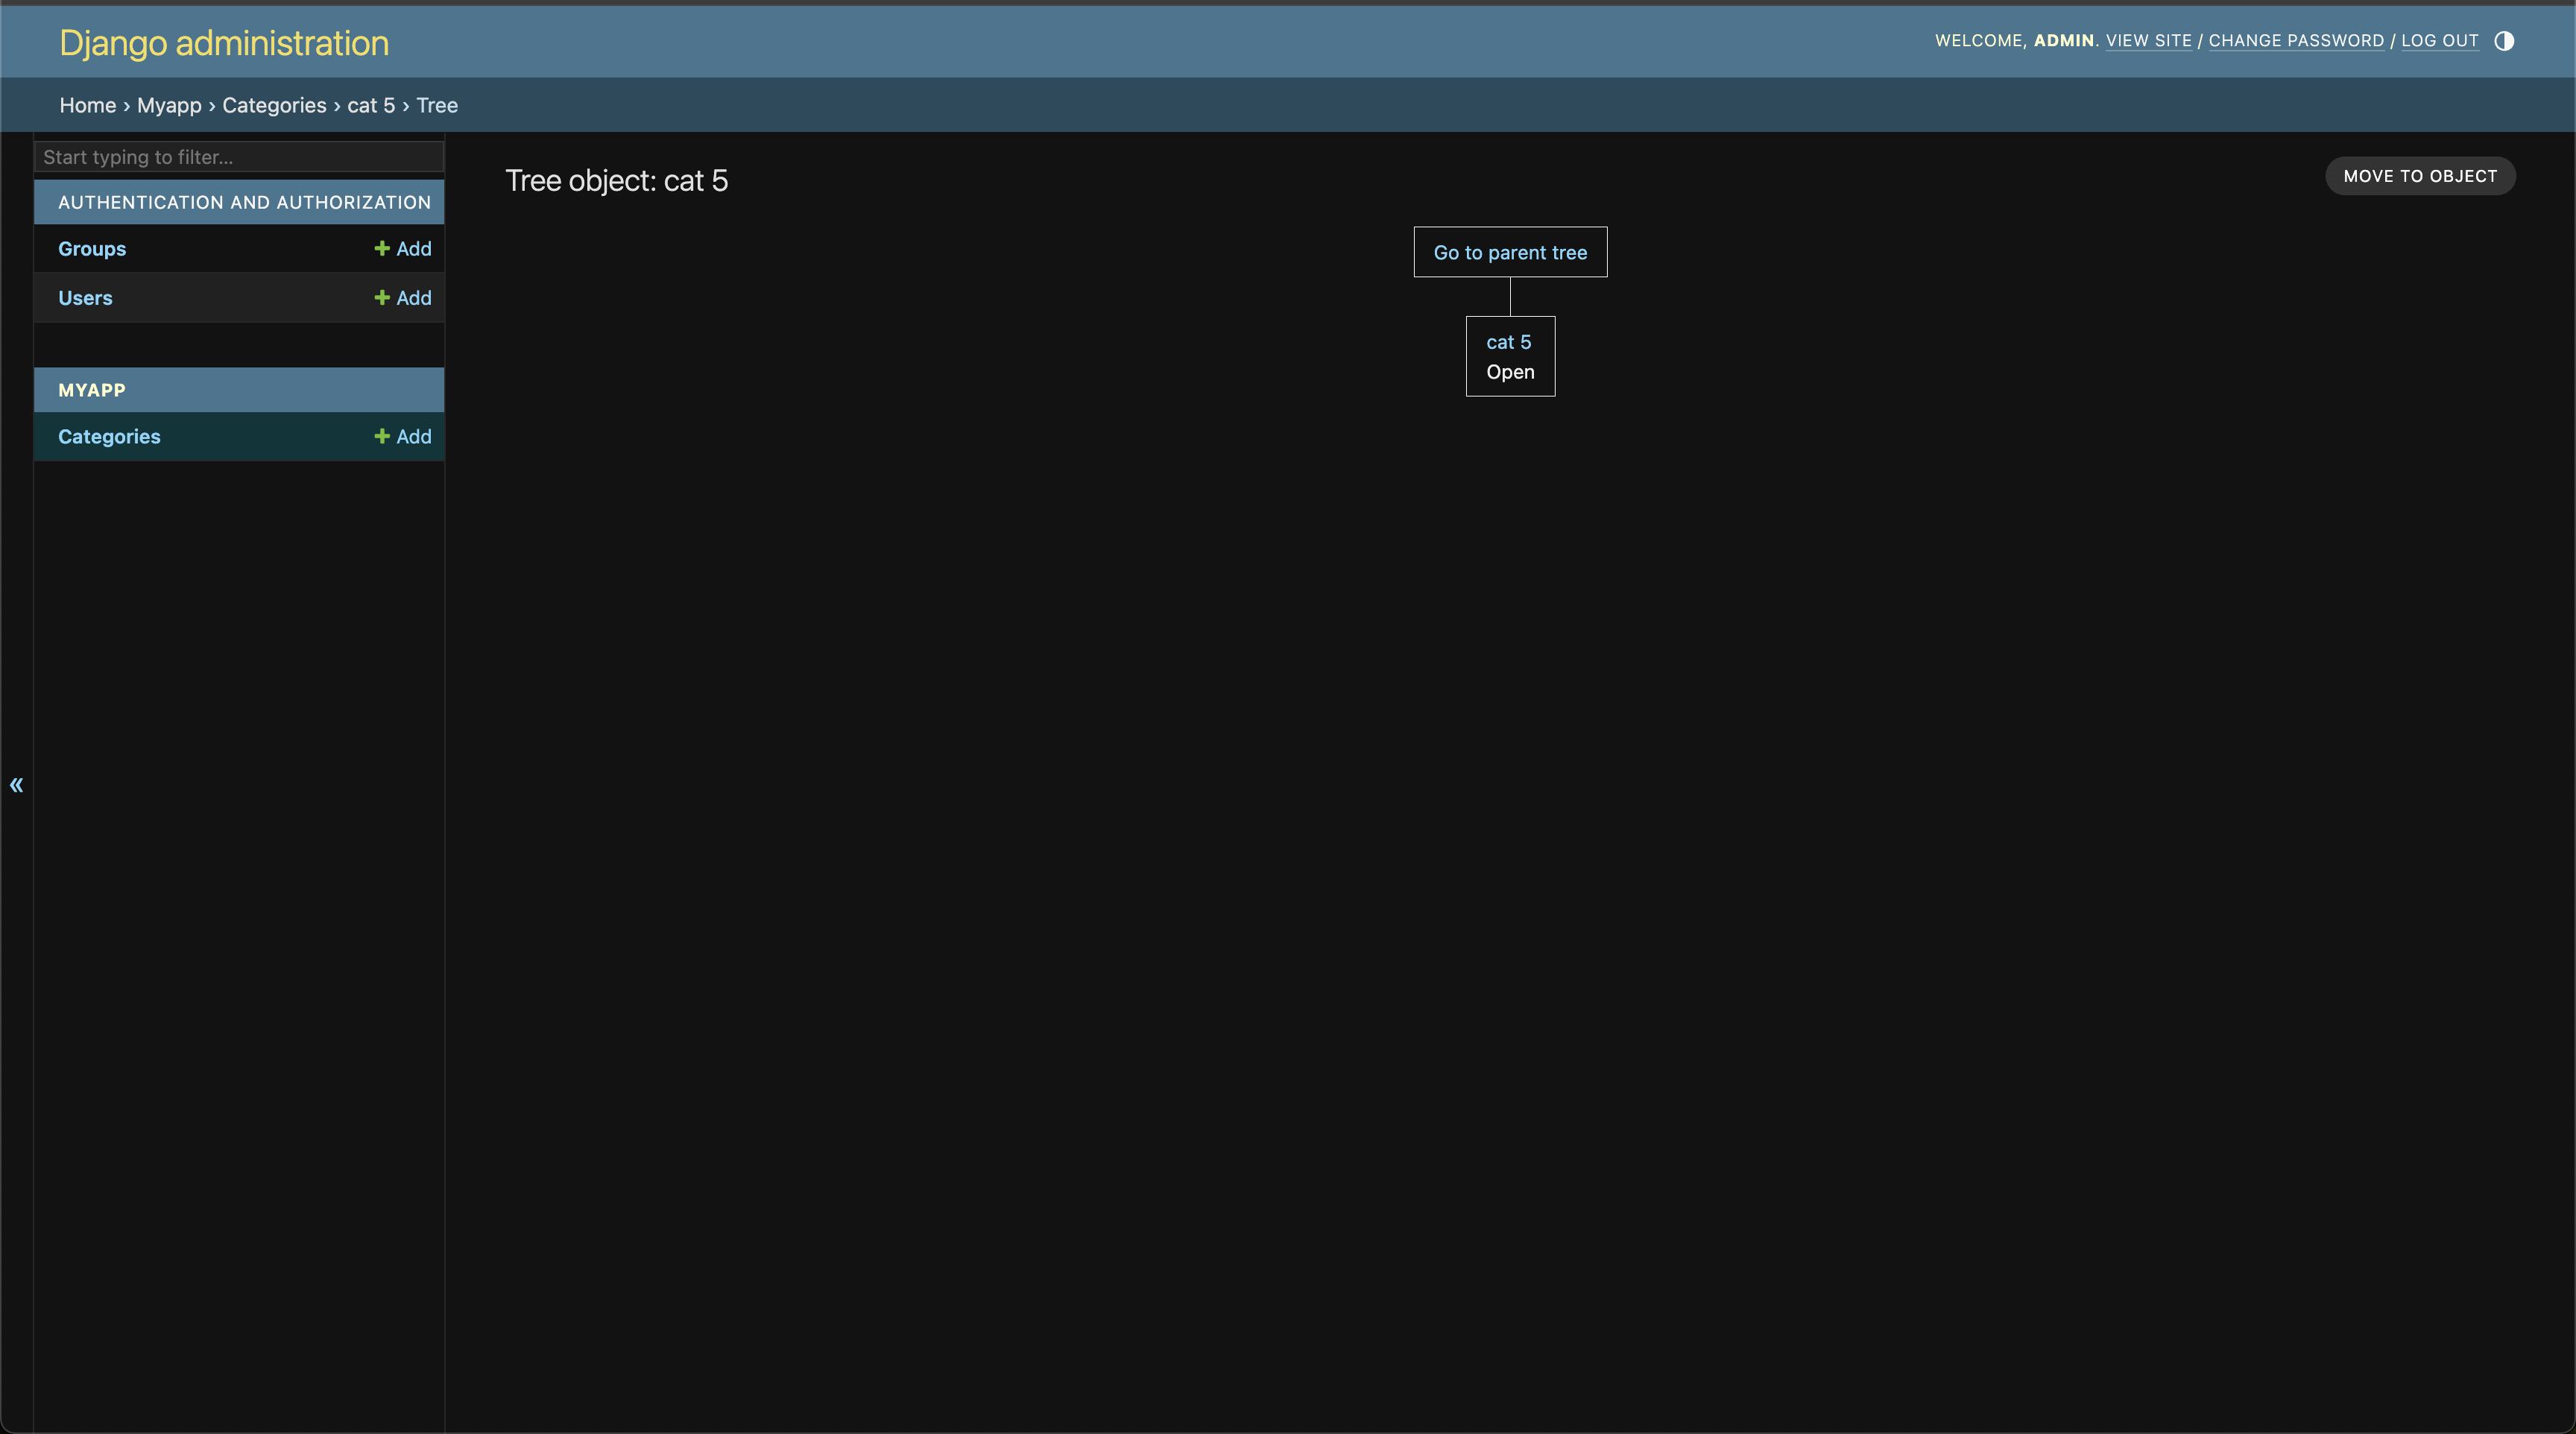 Django administration
WELCOME, ADMIN. VIEW SITE / CHANGE PASSWORD / LOG OUT
Home › Myapp › Categories › cat 5 › Tree
Start typing to filter...
AUTHENTICATION AND AUTHORIZATION
Groups + Add
Users + Add
MYAPP
Categories + Add
«
Tree object: cat 5
MOVE TO OBJECT
Go to parent tree
cat 5
Open